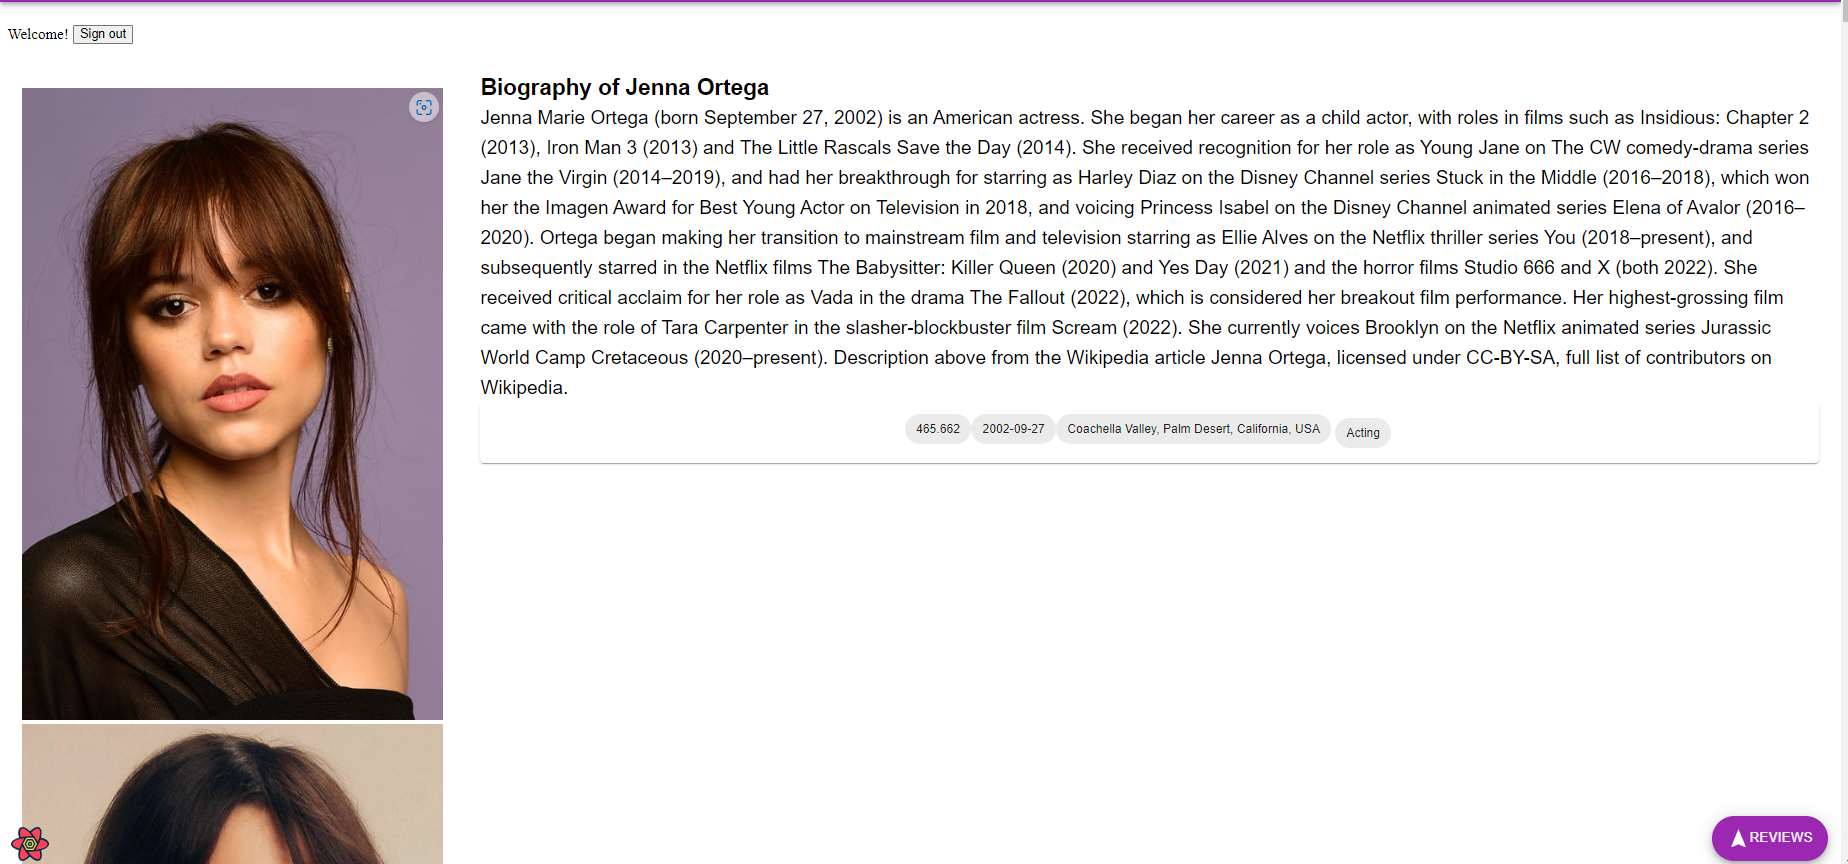 Welcome! Sign out
Biography of Jenna Ortega
Jenna Marie Ortega (born September 27, 2002) is an American actress. She began her career as a child actor, with roles in films such as Insidious: Chapter 2
(2013), Iron Man 3 (2013) and The Little Rascals Save the Day (2014). She received recognition for her role as Young Jane on The CW comedy-drama series
Jane the Virgin (2014–2019), and had her breakthrough for starring as Harley Diaz on the Disney Channel series Stuck in the Middle (2016–2018), which won
her the Imagen Award for Best Young Actor on Television in 2018, and voicing Princess Isabel on the Disney Channel animated series Elena of Avalor (2016–
2020). Ortega began making her transition to mainstream film and television starring as Ellie Alves on the Netflix thriller series You (2018–present), and
subsequently starred in the Netflix films The Babysitter: Killer Queen (2020) and Yes Day (2021) and the horror films Studio 666 and X (both 2022). She
received critical acclaim for her role as Vada in the drama The Fallout (2022), which is considered her breakout film performance. Her highest-grossing film
came with the role of Tara Carpenter in the slasher-blockbuster film Scream (2022). She currently voices Brooklyn on the Netflix animated series Jurassic
World Camp Cretaceous (2020–present). Description above from the Wikipedia article Jenna Ortega, licensed under CC-BY-SA, full list of contributors on
Wikipedia.
465.662 2002-09-27 Coachella Valley, Palm Desert, California, USA Acting
REVIEWS